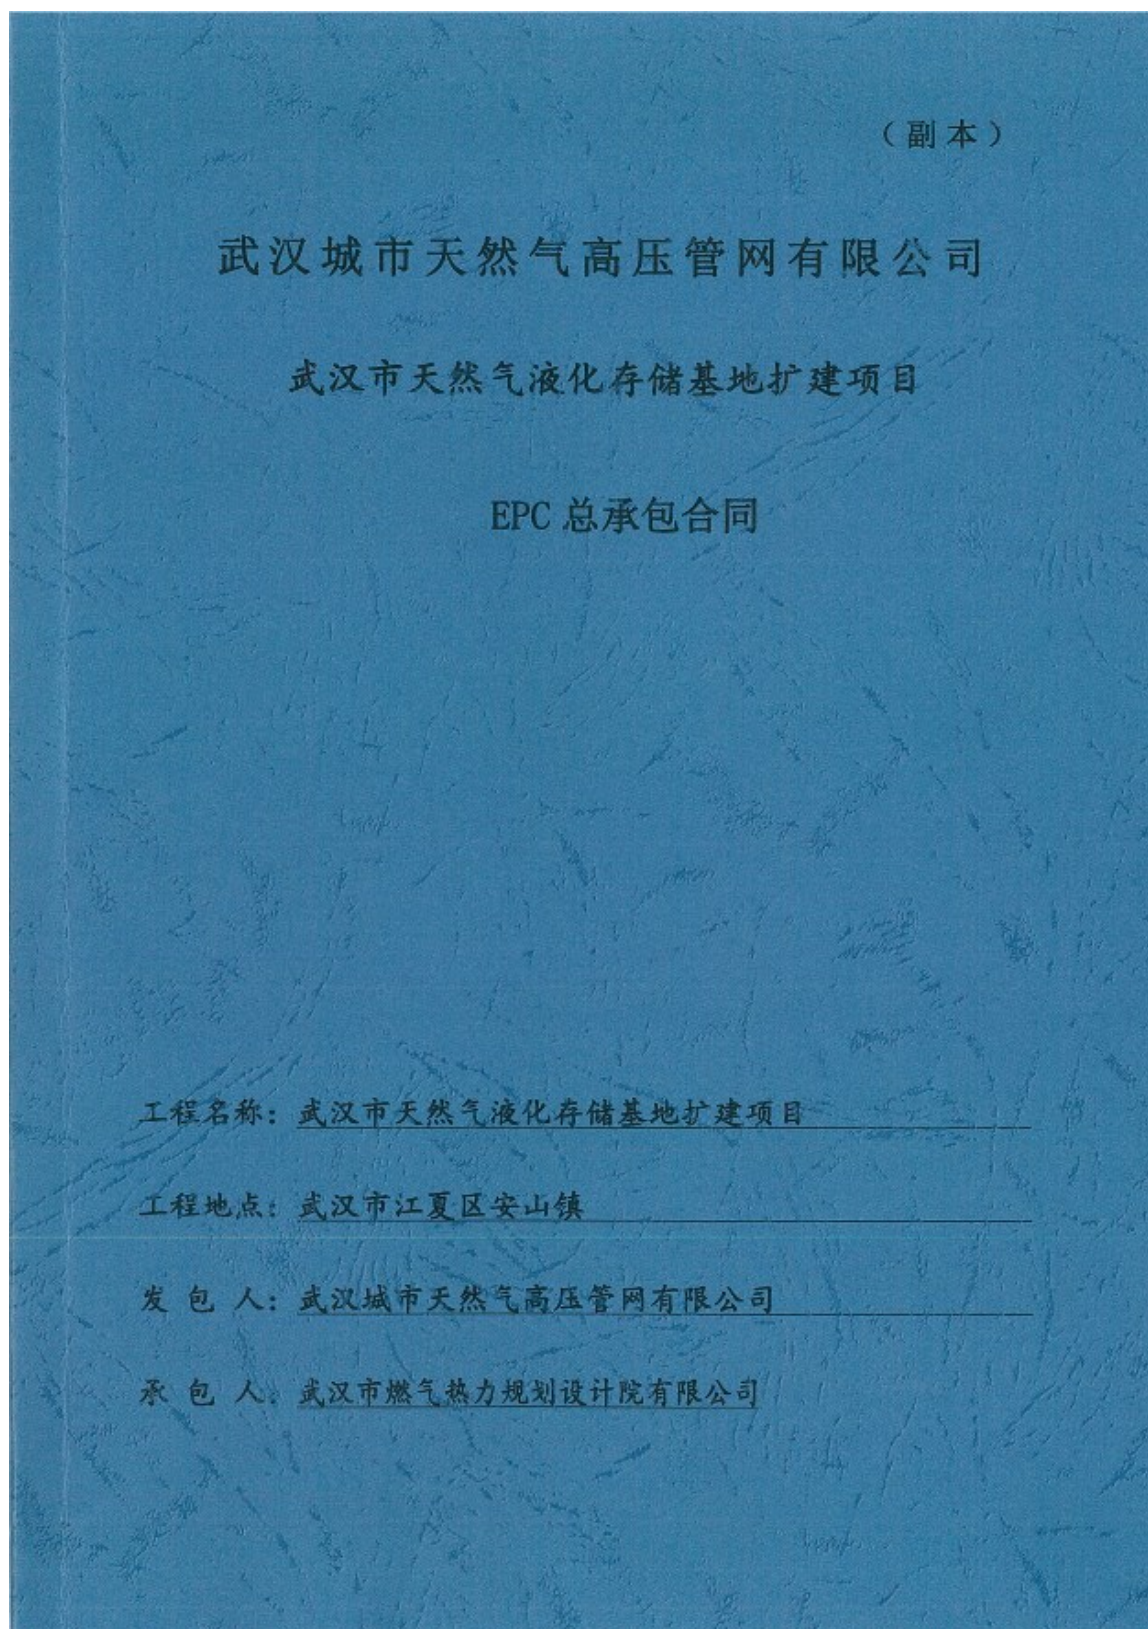 （副本）
武汉城市天然气高压管网有限公司
武汉市天然气液化存储基地扩建项目
EPC 总承包合同
工程名称：武汉市天然气液化存储基地扩建项目
工程地点：武汉市江夏区安山镇
发 包 人：武汉城市天然气高压管网有限公司
承 包 人：武汉市燃气热力规划设计院有限公司